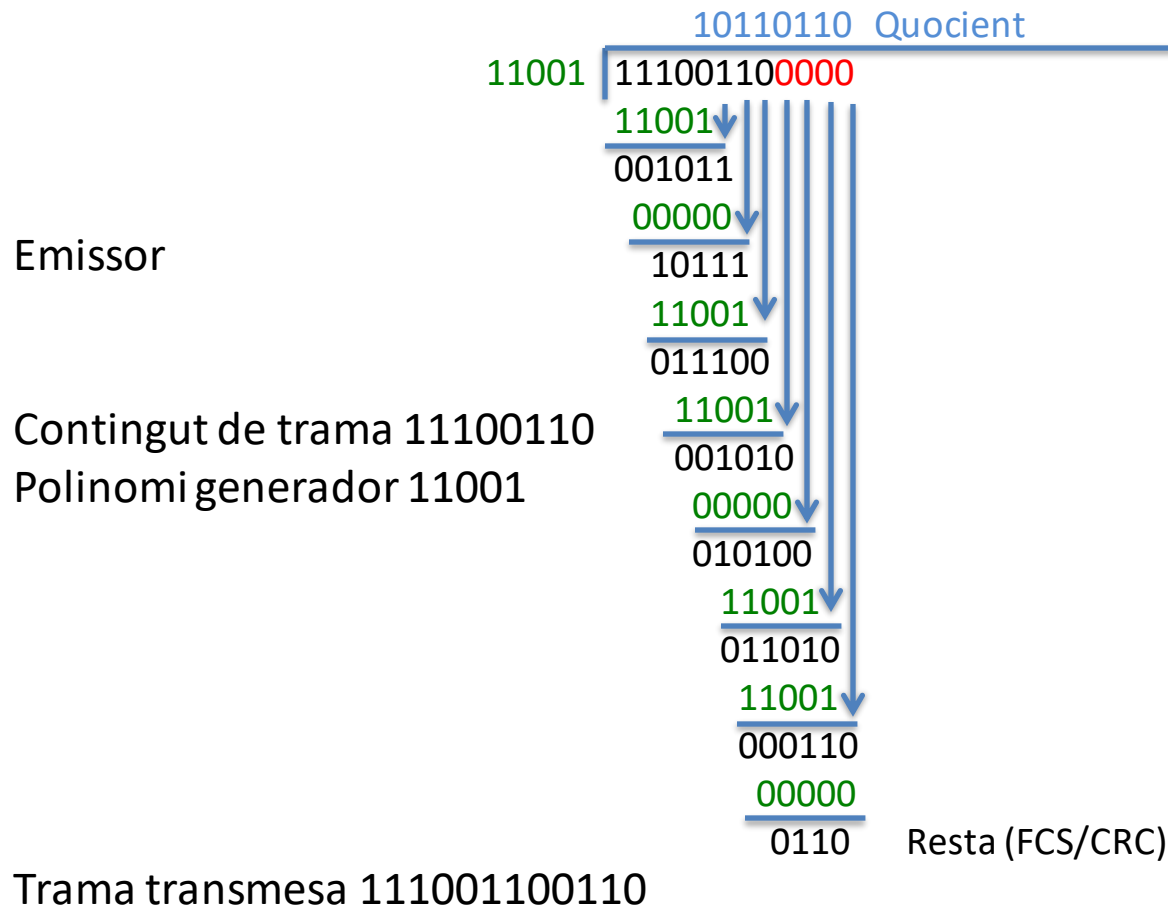 10110110 Quocient
11001 111001100000
11001
001011
00000
Emissor
10111
11001
011100
11001
Contingut de trama 11100110
001010
Polinomi generador 11001
00000
010100
11001
011010
11001
000110
00000
0110 Resta (FCS/CRC)
Trama transmesa 111001100110